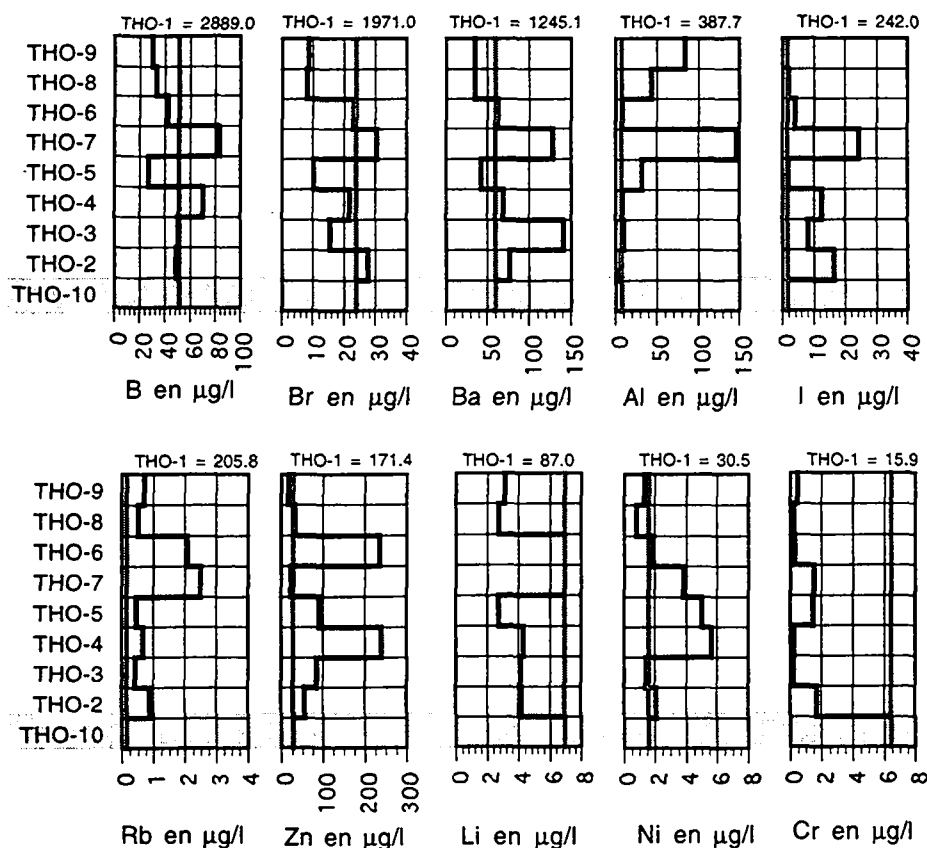 THO-1 = 2889.0 THO-1 = 1971.0 THO-1 = 1245.1 THO-1 = 387.7 THO-1 = 242.0
THO-9
THO-8
THO-6
THO-7
THO-5
THO-4
THO-3
THO-2
THO-10
0 20 40 60 80 100 0 10 20 30 40 0 50 100 150 0 50 100 150 0 10 20 30 40
B en µg/l Br en µg/l Ba en µg/l Al en µg/l I en µg/l
THO-1 = 205.8 THO-1 = 171.4 THO-1 = 87.0 THO-1 = 30.5 THO-1 = 15.9
THO-9
THO-8
THO-6
THO-7
THO-5
THO-4
THO-3
THO-2
THO-10
0 1 2 3 4 0 100 200 300 0 2 4 6 8 0 2 4 6 8 0 2 4 6 8
Rb en µg/l Zn en µg/l Li en µg/l Ni en µg/l Cr en µg/l